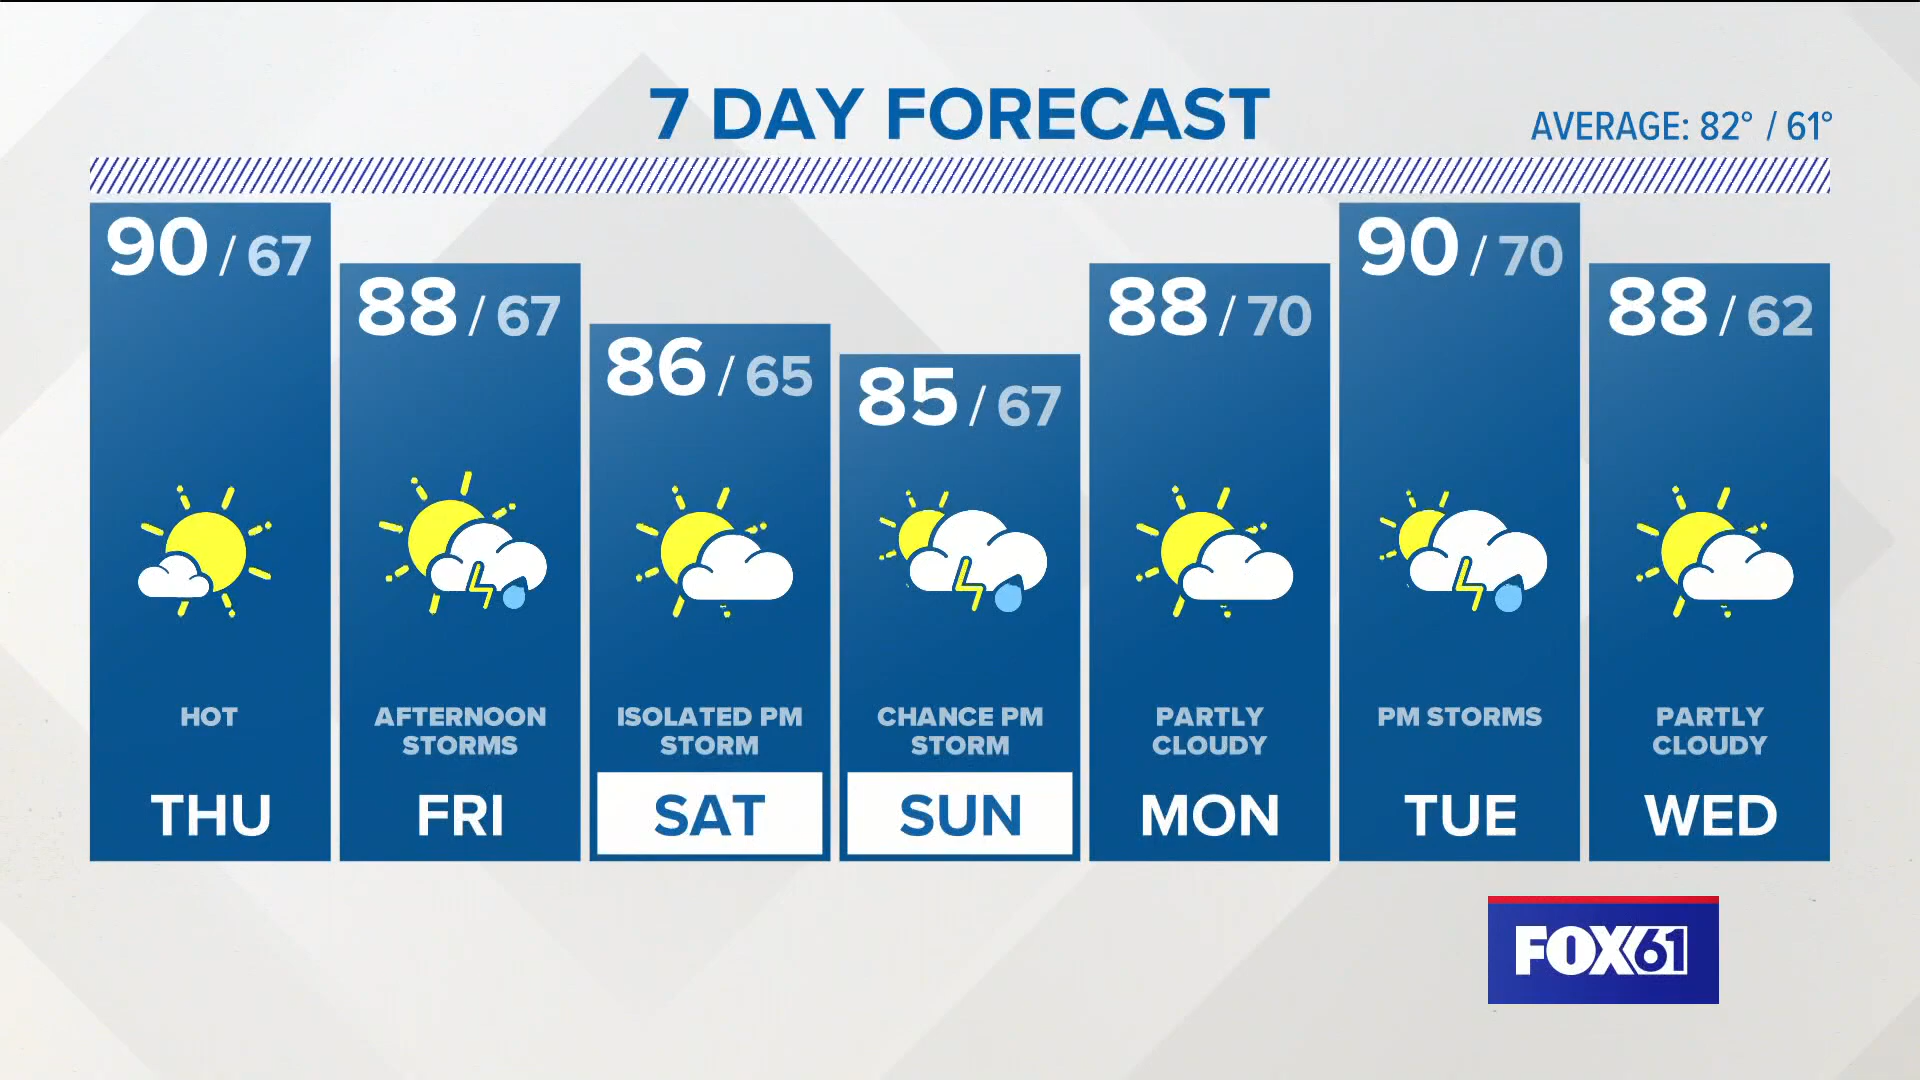 7 DAY FORECAST
AVERAGE: 82° / 61°
90 / 67
HOT
THU
88 / 67
AFTERNOON
STORMS
FRI
86 / 65
ISOLATED PM
STORM
SAT
85 / 67
CHANCE PM
STORM
SUN
88 / 70
PARTLY
CLOUDY
MON
90 / 70
PM STORMS
TUE
88 / 62
PARTLY
CLOUDY
WED
FOX61